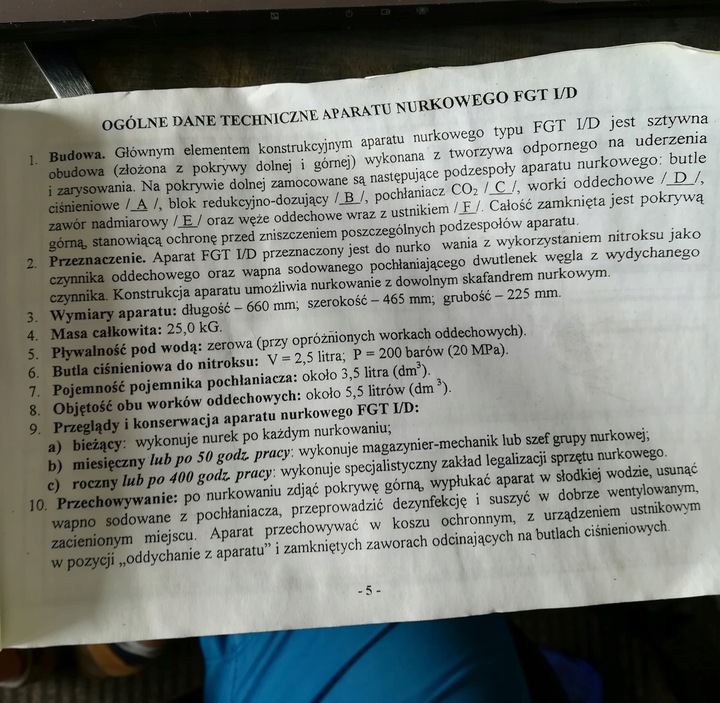 OGÓLNE DANE TECHNICZNE APARATU NURKOWEGO FGT I/D
1. Budowa. Głównym elementem konstrukcyjnym aparatu nurkowego typu FGT I/D jest sztywna
obudowa (złożona z pokrywy dolnej i górnej) wykonana z tworzywa odpornego na uderzenia
i zarysowania. Na pokrywie dolnej zamocowane są następujące podzespoły aparatu nurkowego: butle
ciśnieniowe / A /, blok redukcyjno-dozujący / B /, pochłaniacz CO₂ / C /, worki oddechowe / D /,
zawór nadmiarowy / E / oraz węże oddechowe wraz z ustnikiem / F /. Całość zamknięta jest pokrywą
górną, stanowiącą ochronę przed zniszczeniem poszczególnych podzespołów aparatu.
2. Przeznaczenie. Aparat FGT I/D przeznaczony jest do nurko wania z wykorzystaniem nitroksu jako
czynnika oddechowego oraz wapna sodowanego pochłaniającego dwutlenek węgla z wydychanego
czynnika. Konstrukcja aparatu umożliwia nurkowanie z dowolnym skafandrem nurkowym.
3. Wymiary aparatu: długość – 660 mm; szerokość – 465 mm; grubość – 225 mm.
4. Masa całkowita: 25,0 kG.
5. Pływalność pod wodą: zerowa (przy opróżnionych workach oddechowych).
6. Butla ciśnieniowa do nitroksu: V = 2,5 litra; P = 200 barów (20 MPa).
7. Pojemność pojemnika pochłaniacza: około 3,5 litra (dm³).
8. Objętość obu worków oddechowych: około 5,5 litrów (dm ³).
9. Przeglądy i konserwacja aparatu nurkowego FGT I/D:
a) bieżący: wykonuje nurek po każdym nurkowaniu;
b) miesięczny lub po 50 godz. pracy: wykonuje magazynier-mechanik lub szef grupy nurkowej;
c) roczny lub po 400 godz. pracy: wykonuje specjalistyczny zakład legalizacji sprzętu nurkowego.
10. Przechowywanie: po nurkowaniu zdjąć pokrywę górną, wypłukać aparat w słodkiej wodzie, usunąć
wapno sodowane z pochłaniacza, przeprowadzić dezynfekcję i suszyć w dobrze wentylowanym,
zacienionym miejscu. Aparat przechowywać w koszu ochronnym, z urządzeniem ustnikowym
w pozycji „oddychanie z aparatu” i zamkniętych zaworach odcinających na butlach ciśnieniowych.
- 5 -